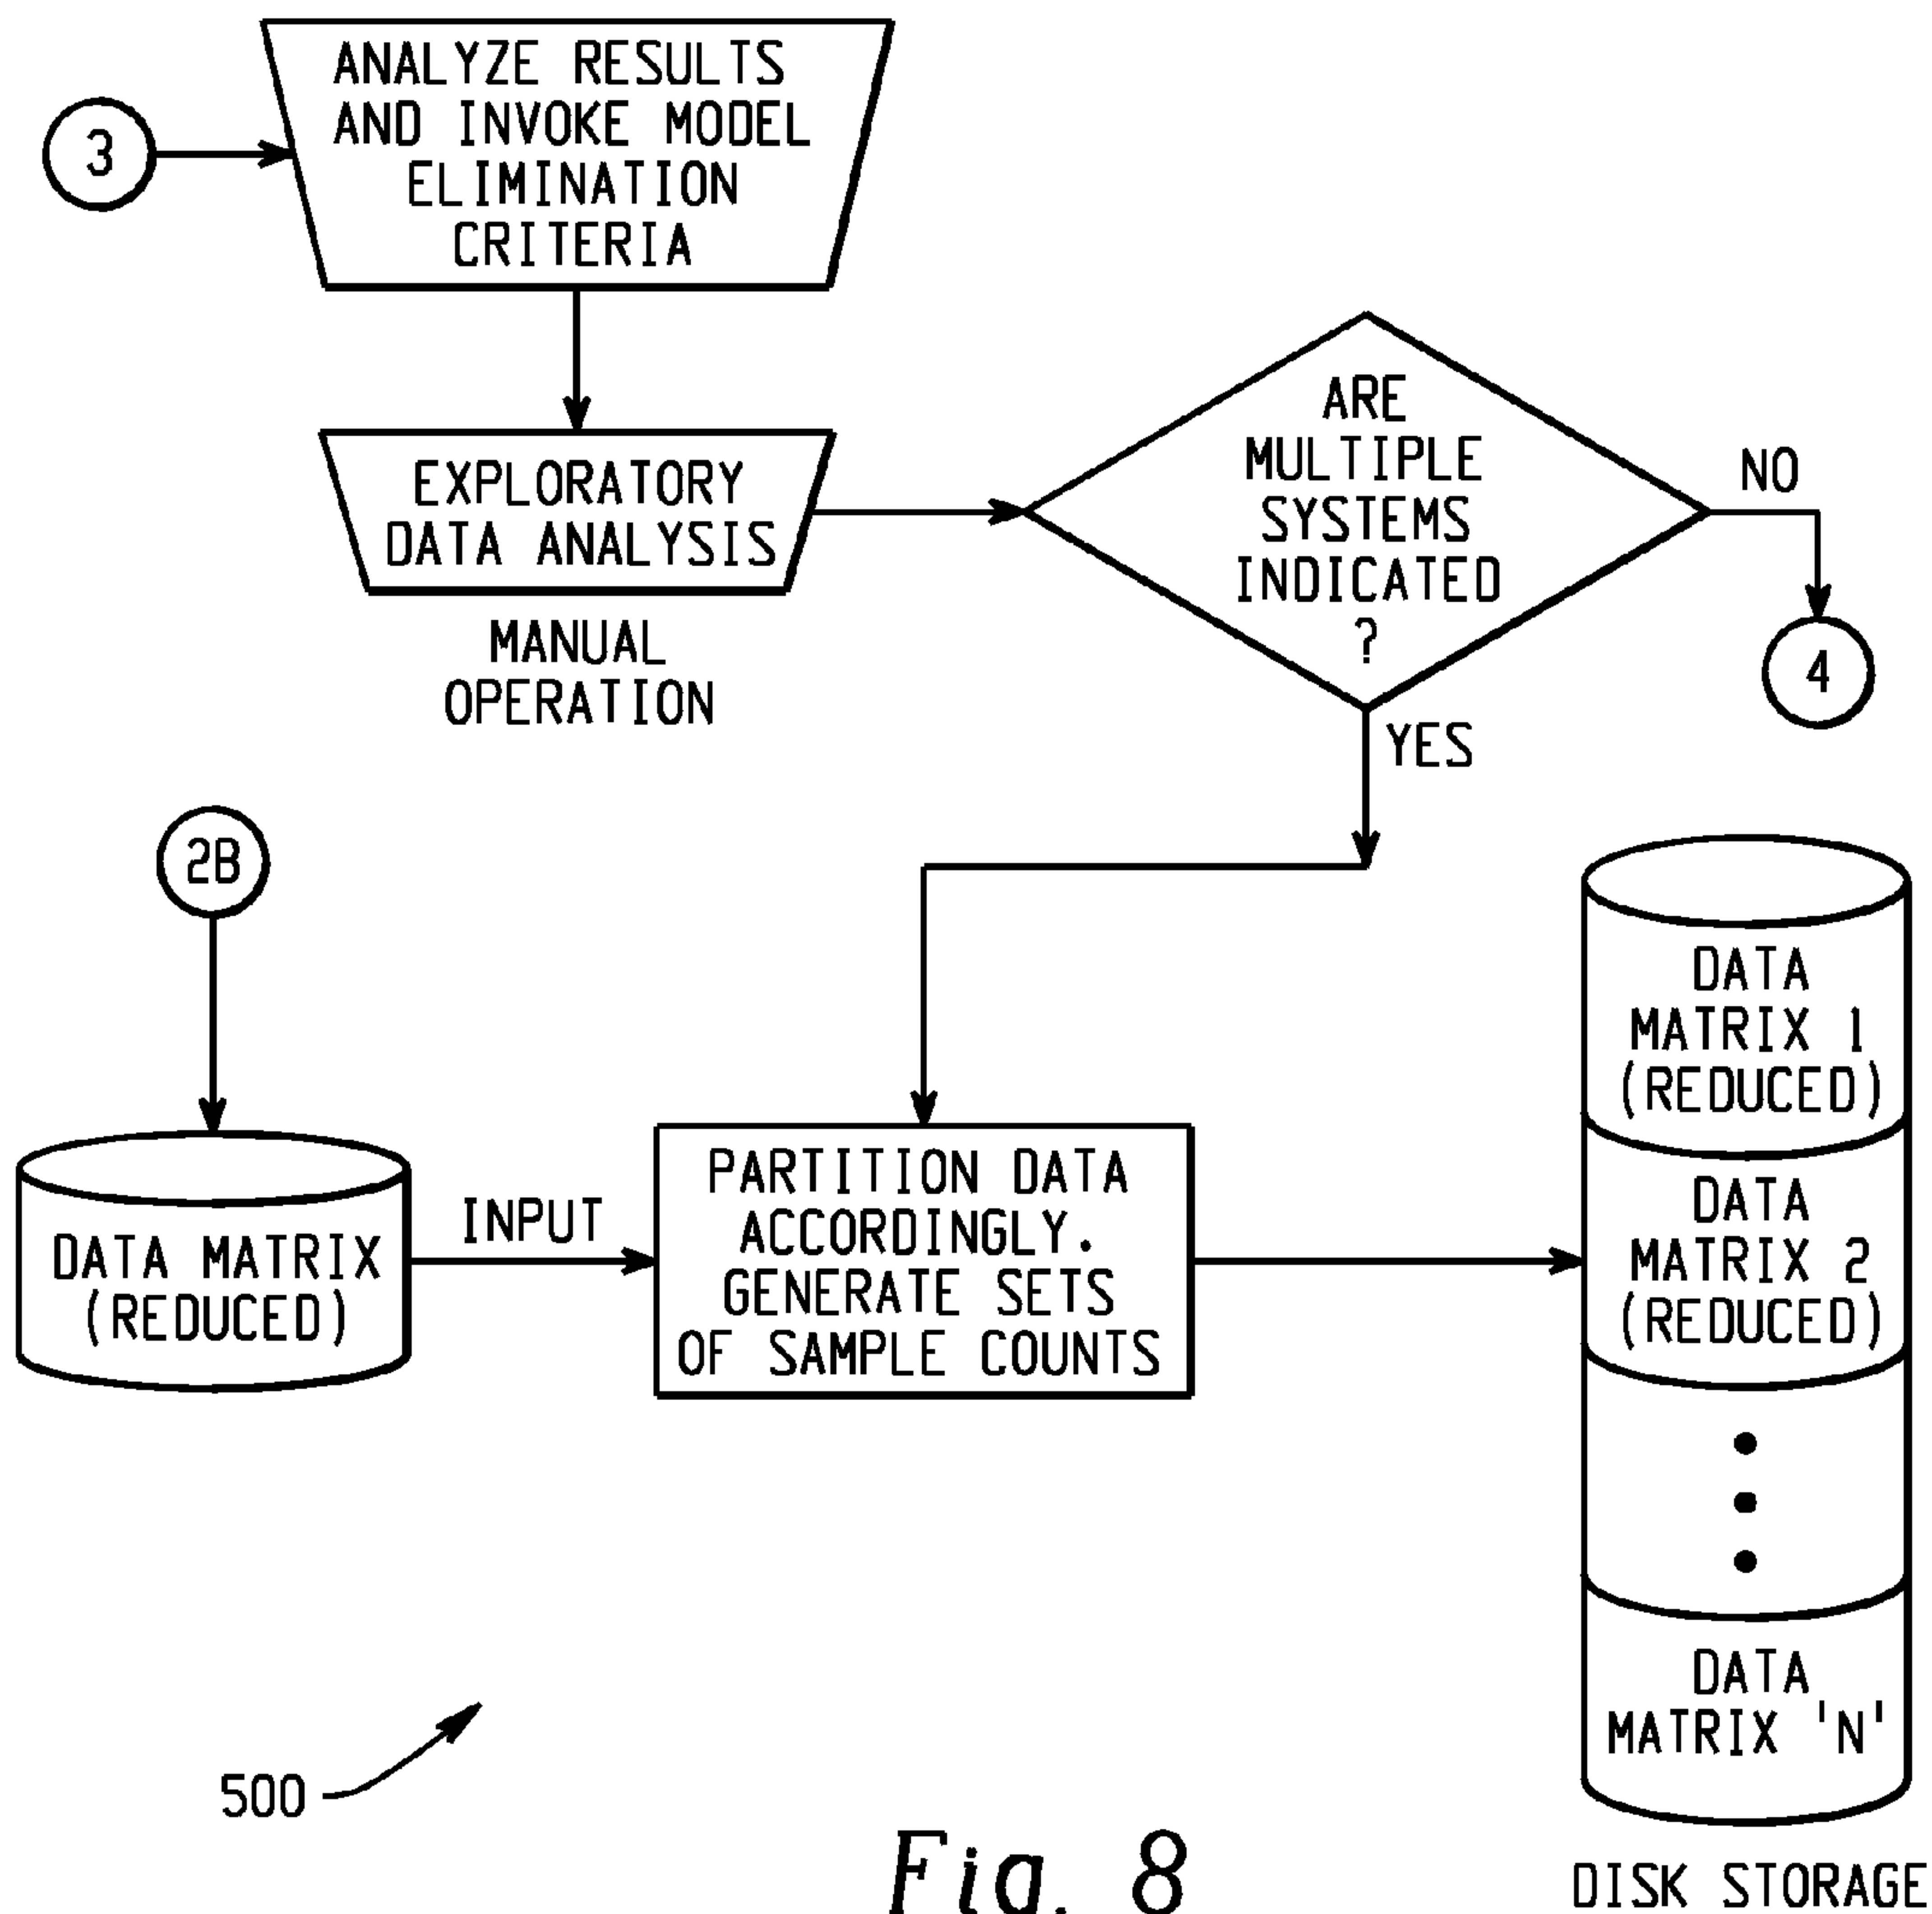 3
ANALYZE RESULTS
AND INVOKE MODEL
ELIMINATION
CRITERIA
EXPLORATORY
DATA ANALYSIS
MANUAL
OPERATION
ARE
MULTIPLE
SYSTEMS
INDICATED
?
NO
4
YES
2B
DATA MATRIX
(REDUCED)
INPUT
PARTITION DATA
ACCORDINGLY.
GENERATE SETS
OF SAMPLE COUNTS
DATA
MATRIX 1
(REDUCED)
DATA
MATRIX 2
(REDUCED)
DATA
MATRIX 'N'
DISK STORAGE
500
Fig. 8